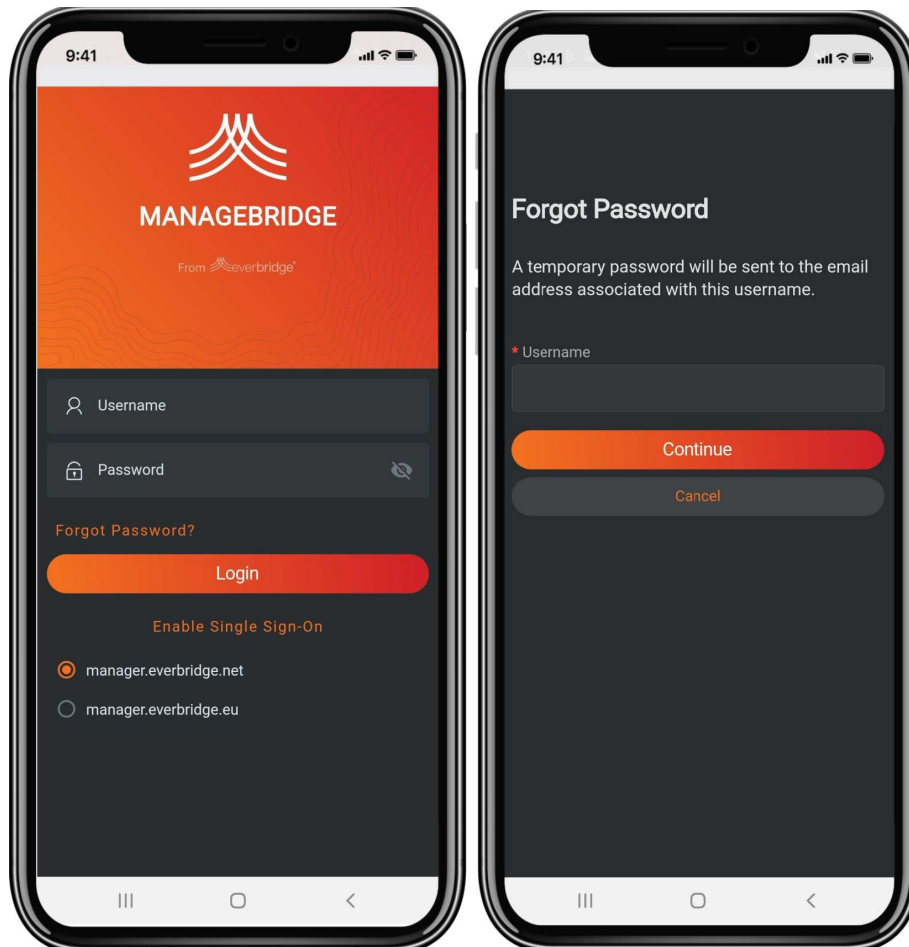 9:41
MANAGEBRIDGE
From everbridge®
Username
Password
Forgot Password?
Login
Enable Single Sign-On
manager.everbridge.net
manager.everbridge.eu
9:41
Forgot Password
A temporary password will be sent to the email
address associated with this username.
* Username
Continue
Cancel